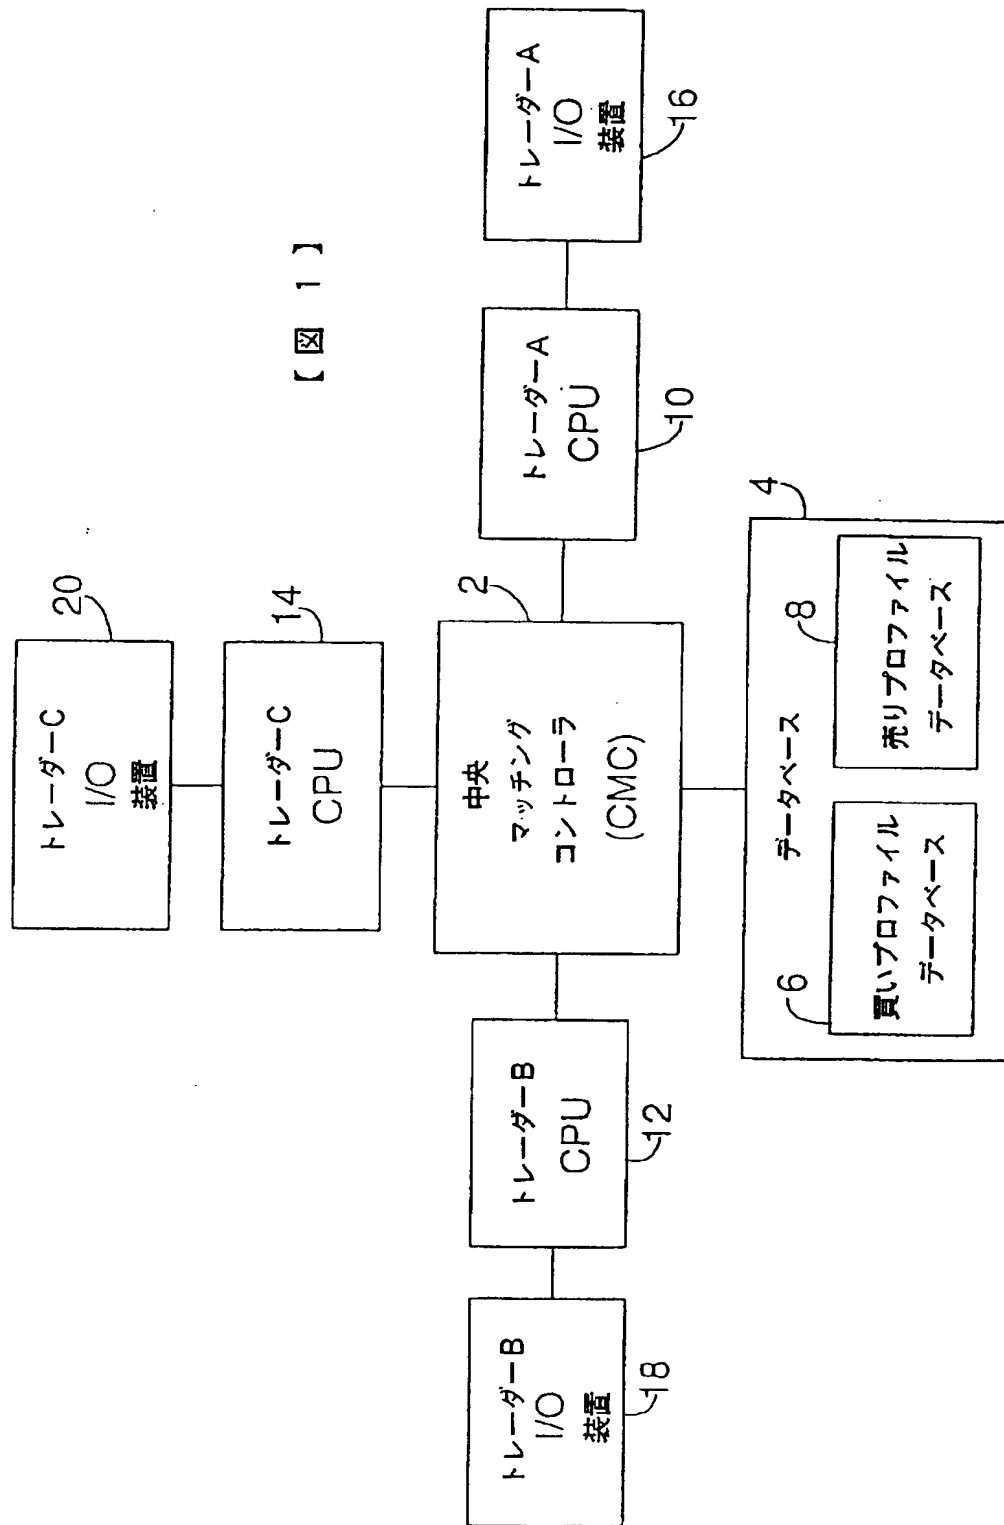 【図 1】
トレーダーC
I/O
装置
20
トレーダーC
CPU
14
トレーダーB
I/O
装置
18
トレーダーB
CPU
12
中央
マッチング
コントローラ
(CMC)
2
トレーダーA
CPU
10
トレーダーA
I/O
装置
16
データベース
4
買いプロファイル
データベース
6
売りプロファイル
データベース
8